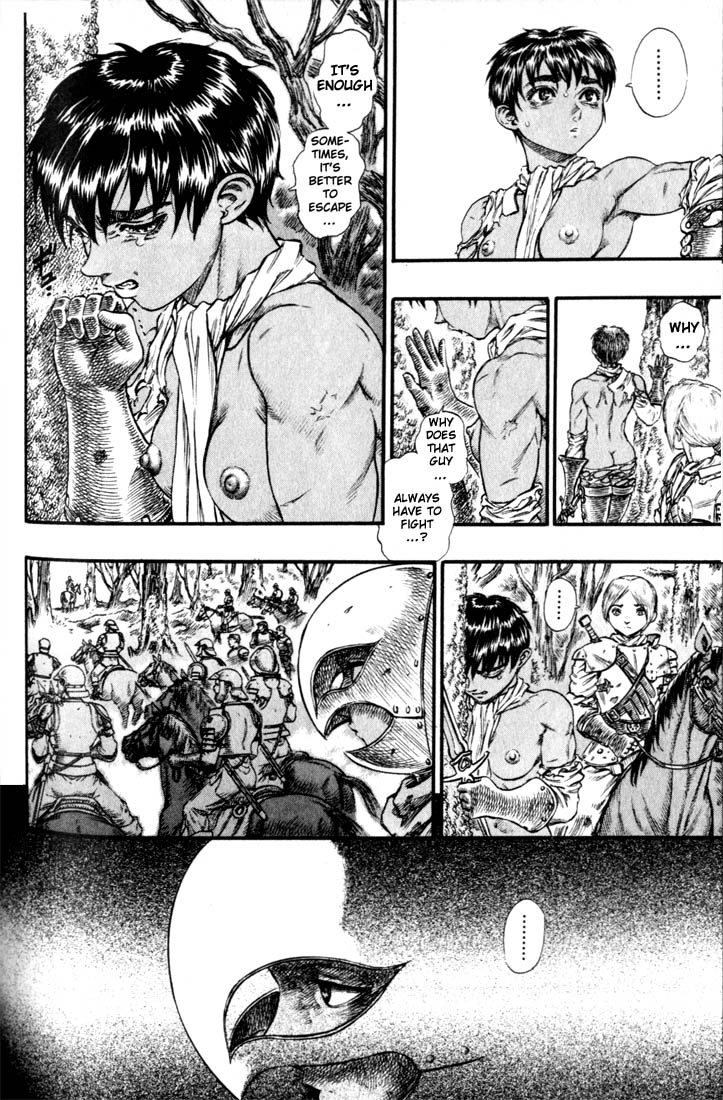 ........
WHY
...
WHY
DOES
THAT
GUY
...
ALWAYS
HAVE TO
FIGHT
...?
IT'S
ENOUGH
...
SOME-
TIMES,
IT'S
BETTER
TO
ESCAPE
...
........
........